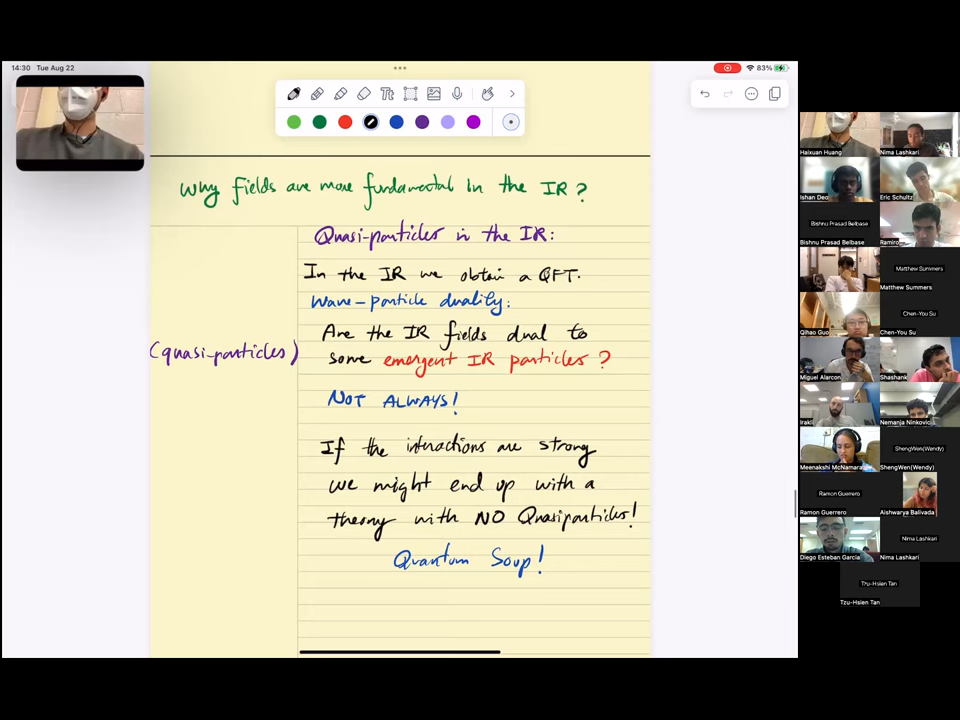 14:30 Tue Aug 22
83%
Why fields are more fundamental in the IR?
Quasi-particles in the IR:
In the IR we obtain a QFT.
Wave-particle duality:
Are the IR fields dual to
(quasi-particles)
some emergent IR particles?
NOT ALWAYS!
If the interactions are strong
we might end up with a
theory with NO Quasiparticles!
Quantum Soup!
Tt
Haixuan Huang
Nima Lashkari
Ishan Deo
Eric Schultz
Bishnu Prasad Belbase
Bishnu Prasad Belbase
Ramiro
Matthew Summers
Matthew Summers
Chen-You Su
Qihao Guo
Chen-You Su
Miguel Alarcon
Shashank
Irakli
Nemanja Ninkovic
ShengWen(Wendy)
Meenakshi McNamara
ShengWen(Wendy)
Ramon Guerrero
Ramon Guerrero
Aishwarya Balivada
Nima Lashkari
Diego Esteban Garcia
Nima Lashkari
Tzu-Hsien Tan
Tzu-Hsien Tan